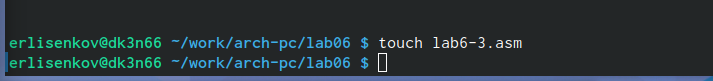 erlisenkov@dk3n66 ~/work/arch-pc/lab06 $ touch lab6-3.asm
erlisenkov@dk3n66 ~/work/arch-pc/lab06 $